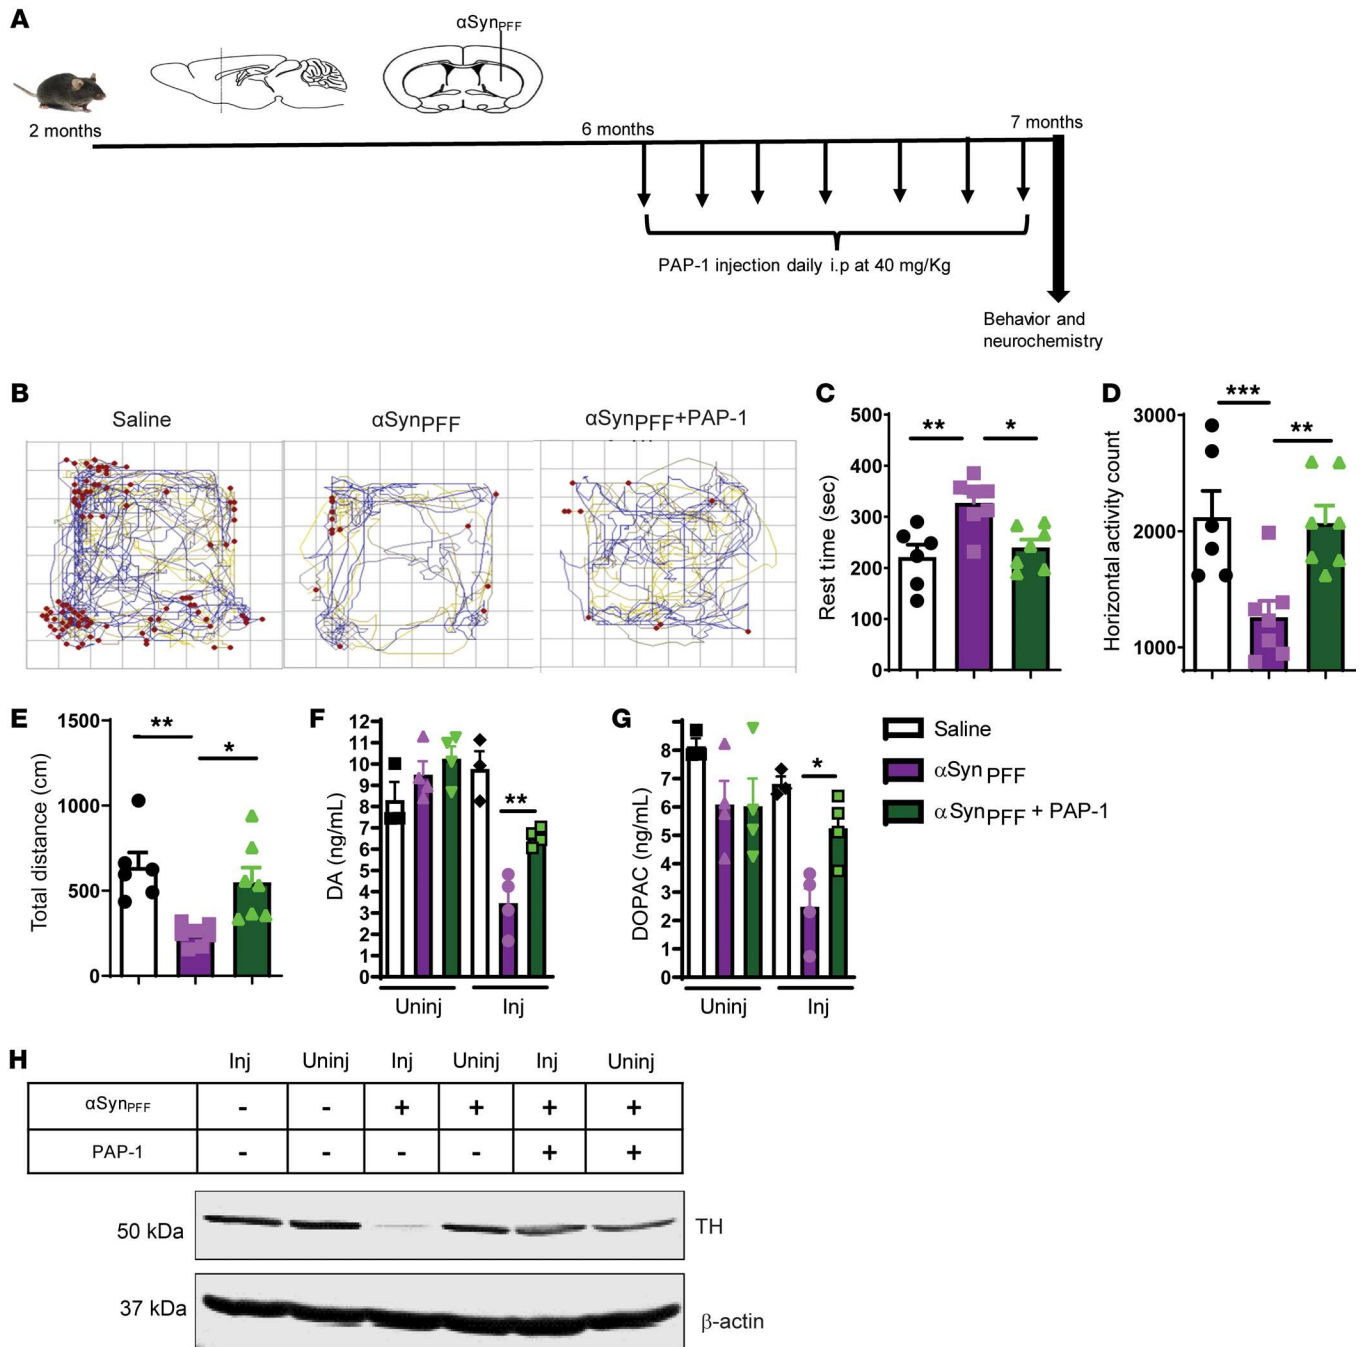 A
αSynPFF
2 months
6 months
7 months
PAP-1 injection daily i.p at 40 mg/Kg
Behavior and
neurochemistry
B
Saline
αSynPFF
αSynPFF+PAP-1
C
Rest time (sec)
500
400
300
200
100
0
**
*
D
Horizontal activity count
3000
2000
1000
***
**
E
Total distance (cm)
1500
1000
500
0
**
*
F
DA (ng/mL)
12
11
10
9
8
7
6
5
4
3
2
1
0
**
Uninj
Inj
G
DOPAC (ng/mL)
8
7
6
5
4
3
2
1
0
*
Uninj
Inj
Saline
αSyn PFF
αSynPFF + PAP-1
H
Inj Uninj Inj Uninj Inj Uninj
αSynPFF - - + + + +
PAP-1 - - - - + +
50 kDa
TH
37 kDa
β-actin